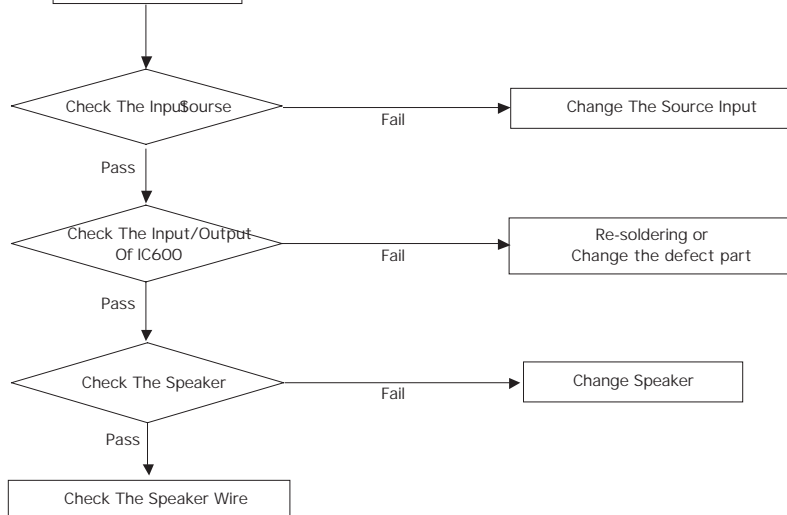 Check The Input Sourse
Fail
Change The Source Input
Pass
Check The Input/Output
Of IC600
Fail
Re-soldering or
Change the defect part
Pass
Check The Speaker
Fail
Change Speaker
Pass
Check The Speaker Wire